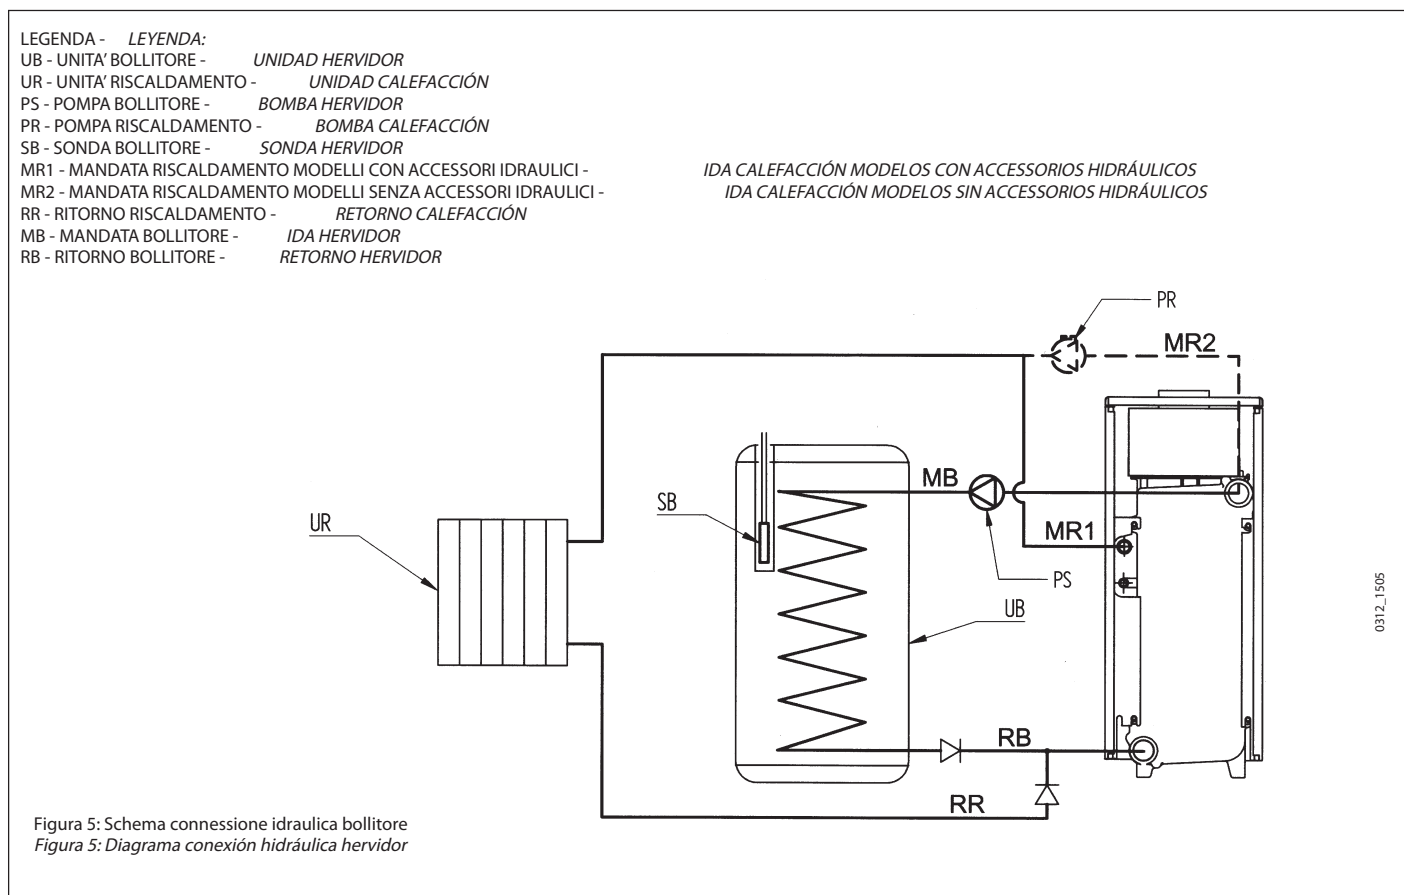 LEGENDA - LEYENDA:
UB - UNITA’ BOLLITORE - UNIDAD HERVIDOR
UR - UNITA’ RISCALDAMENTO - UNIDAD CALEFACCIÓN
PS - POMPA BOLLITORE - BOMBA HERVIDOR
PR - POMPA RISCALDAMENTO - BOMBA CALEFACCIÓN
SB - SONDA BOLLITORE - SONDA HERVIDOR
MR1 - MANDATA RISCALDAMENTO MODELLI CON ACCESSORI IDRAULICI - IDA CALEFACCIÓN MODELOS CON ACCESSORIOS HIDRÁULICOS
MR2 - MANDATA RISCALDAMENTO MODELLI SENZA ACCESSORI IDRAULICI - IDA CALEFACCIÓN MODELOS SIN ACCESSORIOS HIDRÁULICOS
RR - RITORNO RISCALDAMENTO - RETORNO CALEFACCIÓN
MB - MANDATA BOLLITORE - IDA HERVIDOR
RB - RITORNO BOLLITORE - RETORNO HERVIDOR
PR
MR2
MB
SB
UR
MR1
PS
UB
RB
RR
0312_1505
Figura 5: Schema connessione idraulica bollitore
Figura 5: Diagrama conexión hidráulica hervidor